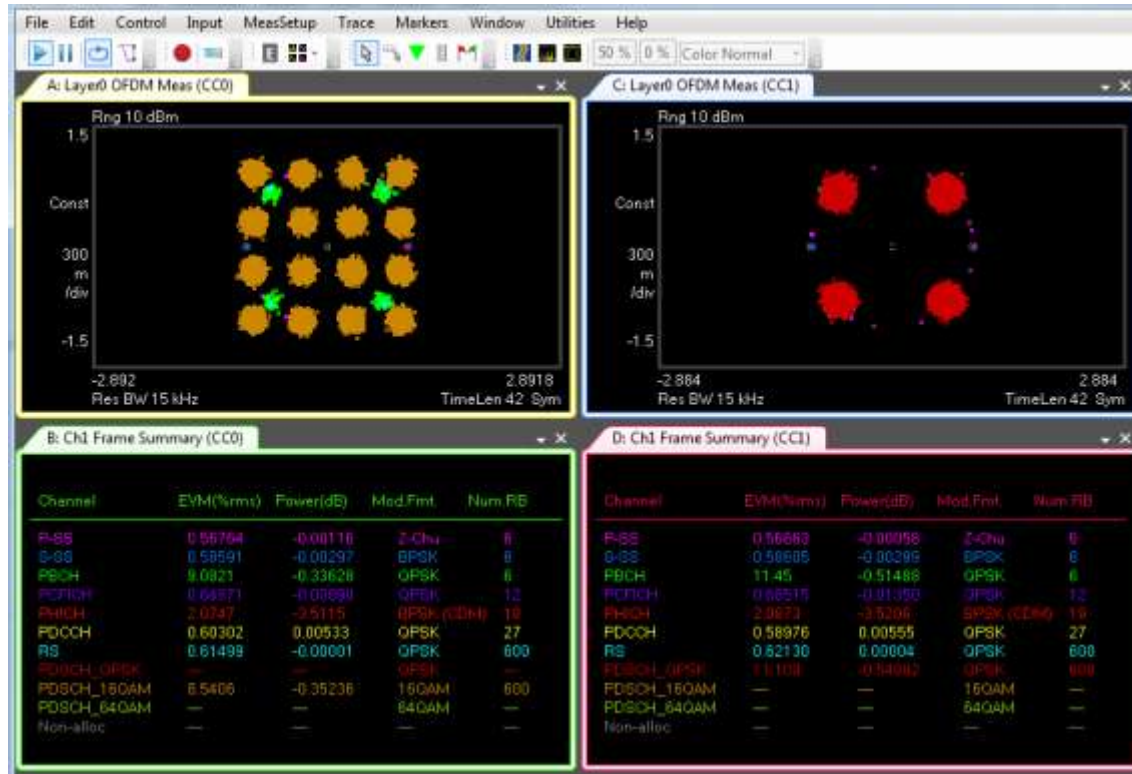 File Edit Control Input MeasSetup Trace Markers Window Utilities Help
50 % 0 % Color Normal
A: Layer0 OFDM Meas (CC0)
Rng 10 dBm
1.5
Const
300
m
/div
-1.5
-2.892 2.8918
Res BW 15 kHz TimeLen 42 Sym
C: Layer0 OFDM Meas (CC1)
Rng 10 dBm
1.5
Const
300
m
/div
-1.5
-2.884 2.884
Res BW 15 kHz TimeLen 42 Sym
B: Ch1 Frame Summary (CC0)
Channel EVM(%rms) Power(dB) Mod.Fmt. Num.RB
P-SS 0.56764 -0.00116 Z-Chu 6
S-SS 0.58591 -0.00297 BPSK 6
PBCH 9.0821 -0.33628 QPSK 6
PCFICH QPSK 12
PHICH 2.0747 -3.5115 BPSK (CDM) 19
PDCCH 0.60302 0.00533 QPSK 27
RS 0.61499 -0.00001 QPSK 600
PDSCH_QPSK — — QPSK —
PDSCH_16QAM 8.5406 -0.35236 16QAM 600
PDSCH_64QAM — — 64QAM —
Non-alloc — — —
D: Ch1 Frame Summary (CC1)
Channel EVM(%rms) Power(dB) Mod.Fmt. Num.RB
P-SS -0.00058 Z-Chu 6
S-SS 0.58605 -0.00299 BPSK 6
PBCH 11.45 -0.51488 QPSK 6
PCFICH QPSK 12
PHICH -3.5206 BPSK (CDM) 19
PDCCH 0.58976 0.00555 QPSK 27
RS 0.62130 0.00004 QPSK 600
PDSCH_QPSK QPSK 600
PDSCH_16QAM — — 16QAM —
PDSCH_64QAM — — 64QAM —
Non-alloc — — —